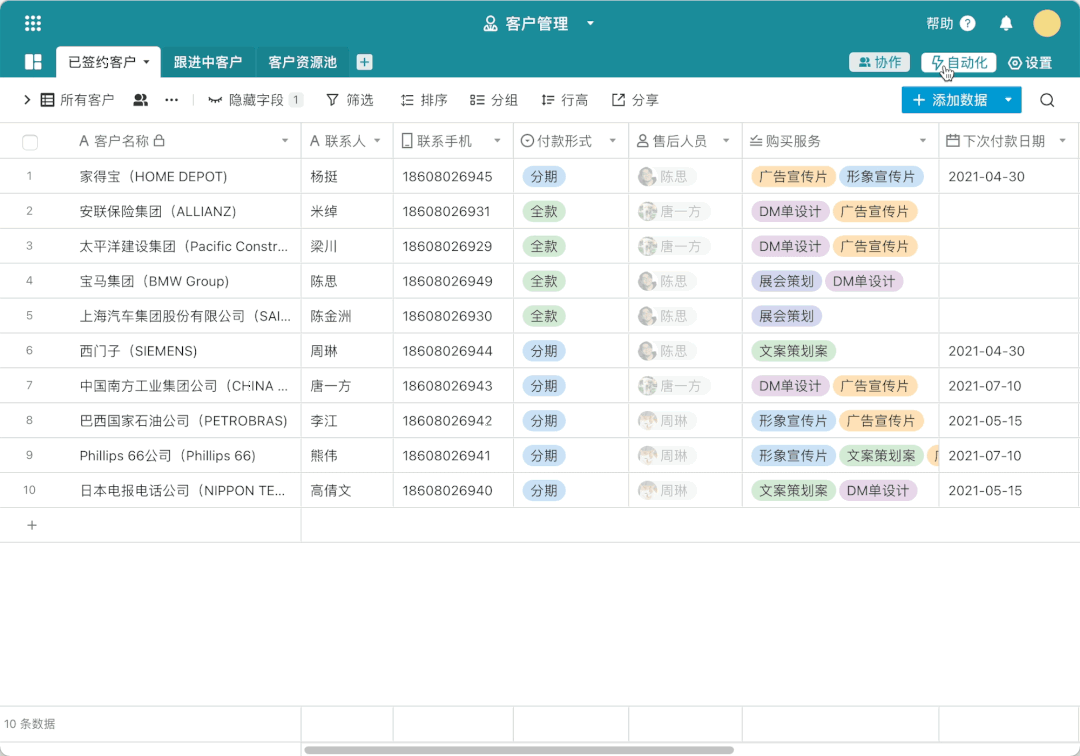 客户管理
帮助 ?
已签约客户 跟进中客户 客户资源池
协作 自动化 设置
所有客户 ••• 隐藏字段 1 筛选 排序 分组 行高 分享 + 添加数据
A 客户名称 A 联系人 联系手机 付款形式 售后人员 购买服务 下次付款日期
1 家得宝（HOME DEPOT) 杨挺 18608026945 分期 陈思 广告宣传片 形象宣传片 2021-04-30
2 安联保险集团（ALLIANZ) 米绰 18608026931 全款 唐一方 DM单设计 广告宣传片
3 太平洋建设集团（Pacific Constr... 梁川 18608026929 全款 唐一方 DM单设计 广告宣传片
4 宝马集团（BMW Group) 陈思 18608026949 全款 陈思 展会策划 DM单设计
5 上海汽车集团股份有限公司（SAI... 陈金洲 18608026930 全款 陈思 展会策划
6 西门子（SIEMENS) 周琳 18608026944 分期 陈思 文案策划案 2021-04-30
7 中国南方工业集团公司（CHINA ... 唐一方 18608026943 分期 唐一方 DM单设计 广告宣传片 2021-07-10
8 巴西国家石油公司（PETROBRAS) 李江 18608026942 分期 周琳 形象宣传片 广告宣传片 2021-05-15
9 Phillips 66公司（Phillips 66) 熊伟 18608026941 分期 周琳 形象宣传片 文案策划案 2021-07-10
10 日本电报电话公司（NIPPON TE... 高倩文 18608026940 分期 周琳 文案策划案 DM单设计 2021-05-15
+
10 条数据